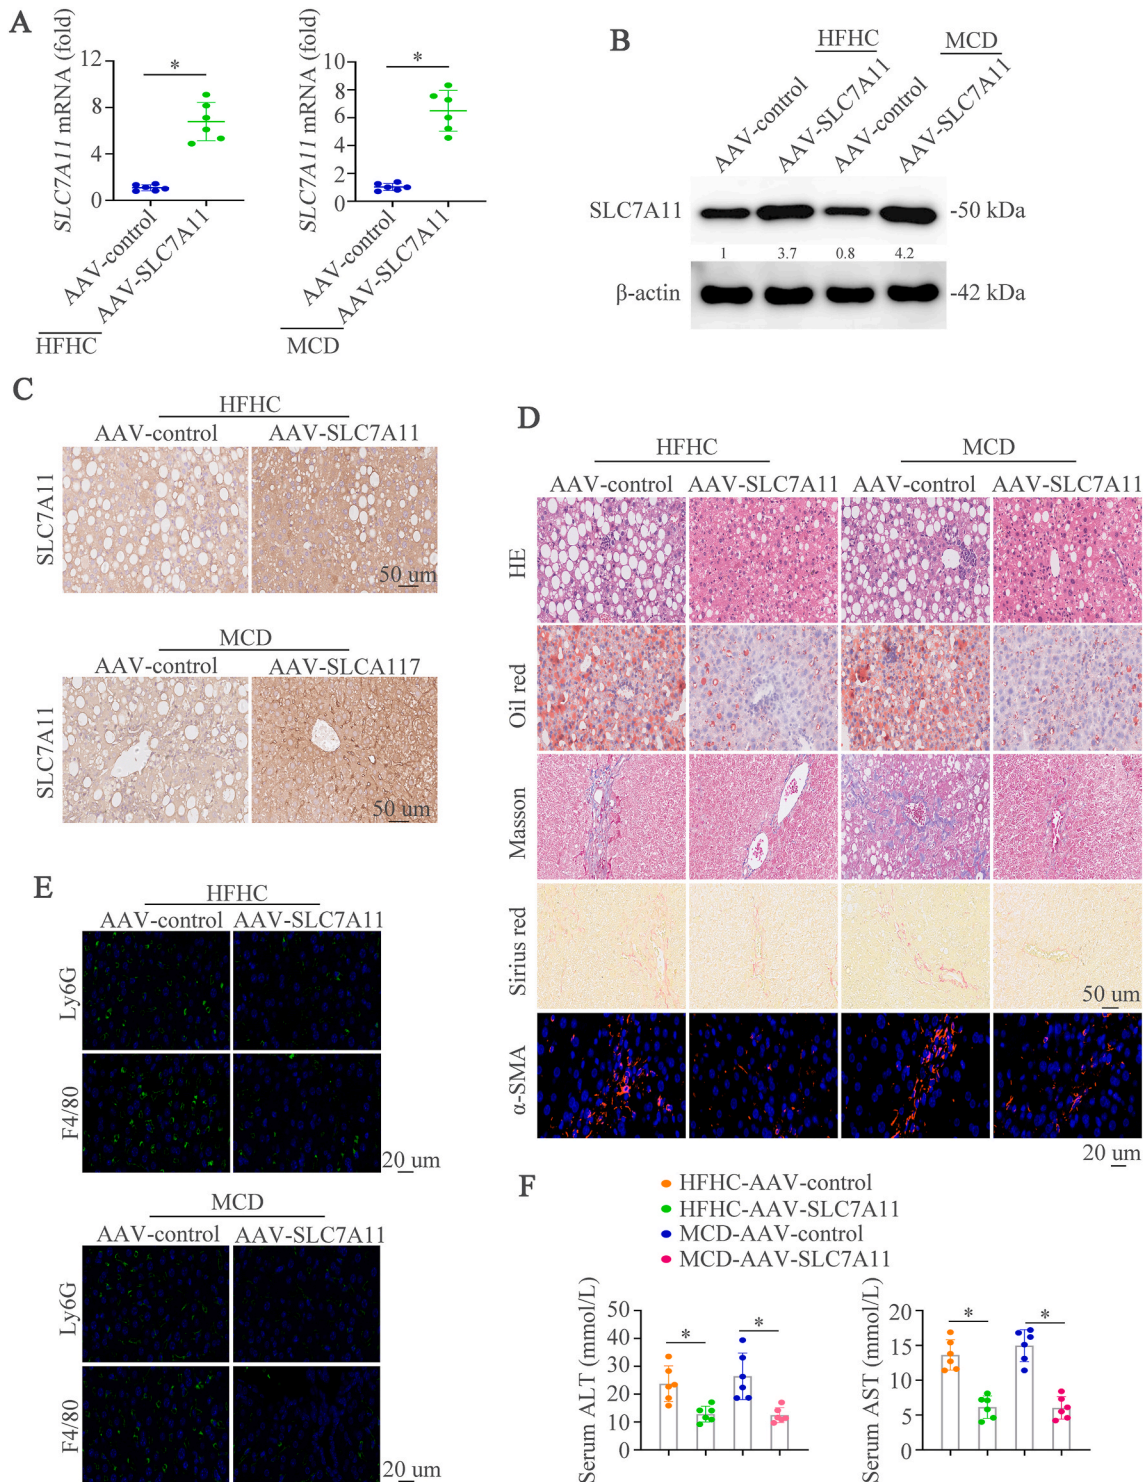 A
SLC7A11 mRNA (fold)
12
8
4
0
*
AAV-control
AAV-SLC7A11
HFHC
SLC7A11 mRNA (fold)
10
8
6
4
2
0
*
AAV-control
AAV-SLC7A11
MCD
B
HFHC
MCD
AAV-control
AAV-SLC7A11
AAV-control
AAV-SLC7A11
SLC7A11
-50 kDa
1 3.7 0.8 4.2
β-actin
-42 kDa
C
HFHC
AAV-control AAV-SLC7A11
SLC7A11
50 um
MCD
AAV-control AAV-SLCA117
SLC7A11
50 um
D
HFHC MCD
AAV-control AAV-SLC7A11 AAV-control AAV-SLC7A11
HE
Oil red
Masson
Sirius red
50 um
α-SMA
20 um
E
HFHC
AAV-control AAV-SLC7A11
Ly6G
F4/80
20 um
MCD
AAV-control AAV-SLC7A11
Ly6G
F4/80
20 um
F
HFHC-AAV-control
HFHC-AAV-SLC7A11
MCD-AAV-control
MCD-AAV-SLC7A11
Serum ALT (mmol/L)
50
40
30
20
10
0
* *
Serum AST (mmol/L)
20
15
10
5
0
* *